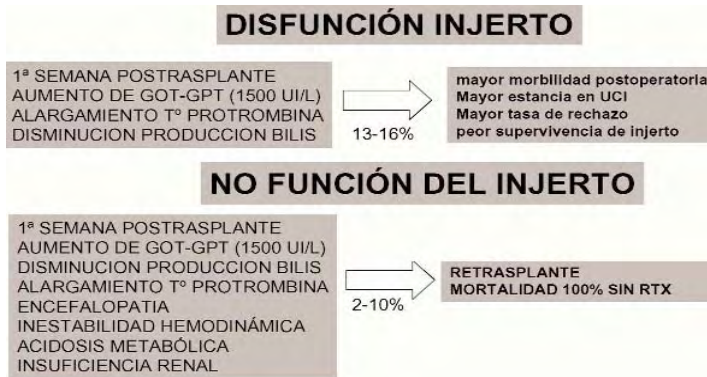 DISFUNCIÓN INJERTO
1ª SEMANA POSTRASPLANTE
AUMENTO DE GOT-GPT (1500 UI/L)
ALARGAMIENTO Tº PROTROMBINA
DISMINUCION PRODUCCION BILIS
13-16%
mayor morbilidad postoperatoria
Mayor estancia en UCI
Mayor tasa de rechazo
peor supervivencia de injerto
NO FUNCIÓN DEL INJERTO
1ª SEMANA POSTRASPLANTE
AUMENTO DE GOT-GPT (1500 UI/L)
DISMINUCION PRODUCCION BILIS
ALARGAMIENTO Tº PROTROMBINA
ENCEFALOPATIA
INESTABILIDAD HEMODINÁMICA
ACIDOSIS METABÓLICA
INSUFICIENCIA RENAL
2-10%
RETRASPLANTE
MORTALIDAD 100% SIN RTX